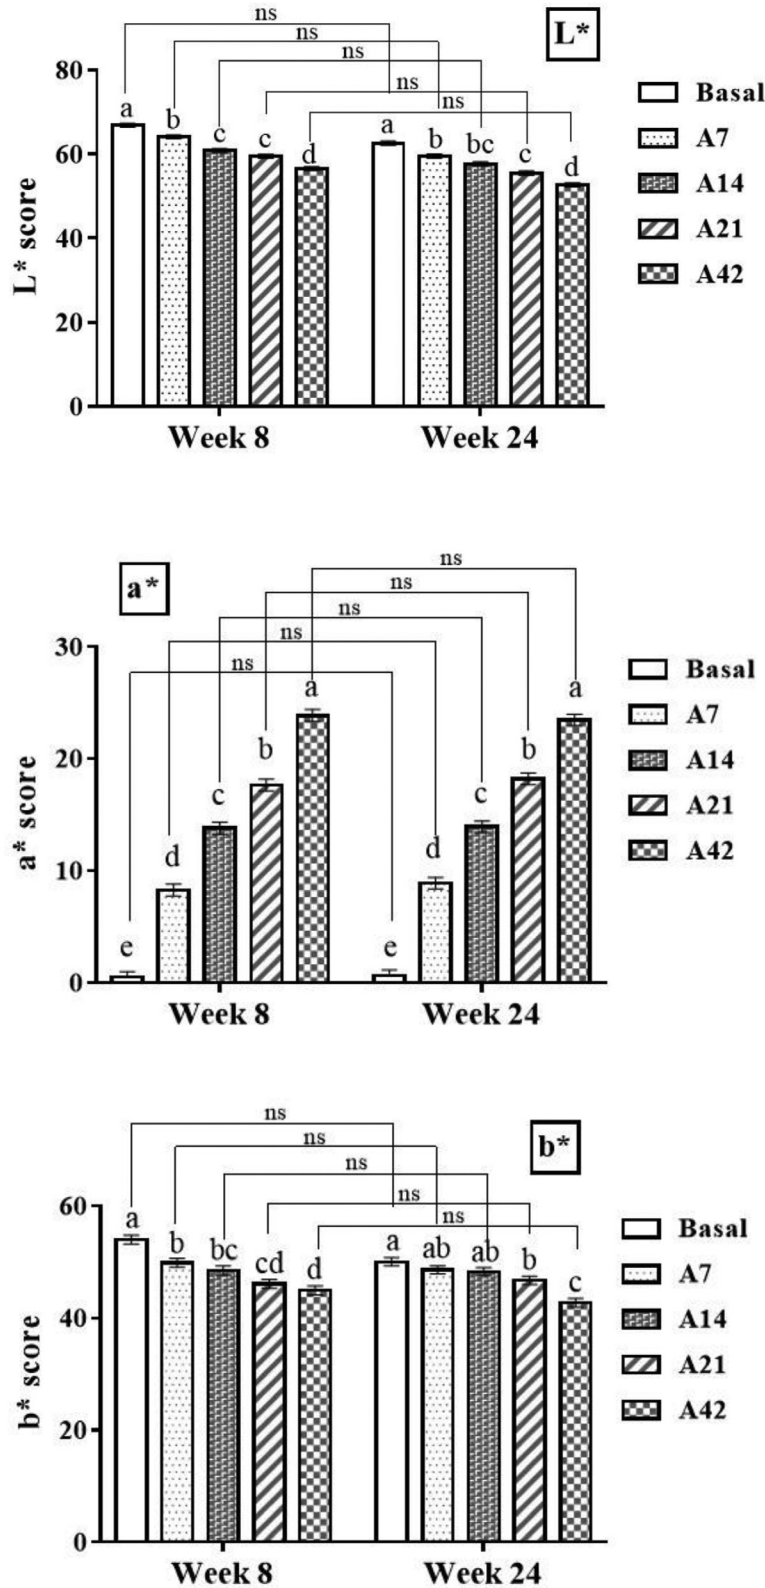 ns
L*
ns
ns
ns
ns
80
60
40
20
0
L* score
a
b
c
c
d
a
b
bc
c
d
Week 8
Week 24
Basal
A7
A14
A21
A42
a*
ns
ns
ns
ns
ns
30
20
10
0
a* score
e
d
c
b
a
e
d
c
b
a
Week 8
Week 24
Basal
A7
A14
A21
A42
b*
ns
ns
ns
ns
ns
60
40
20
0
b* score
a
b
bc
cd
d
a
ab
ab
b
c
Week 8
Week 24
Basal
A7
A14
A21
A42